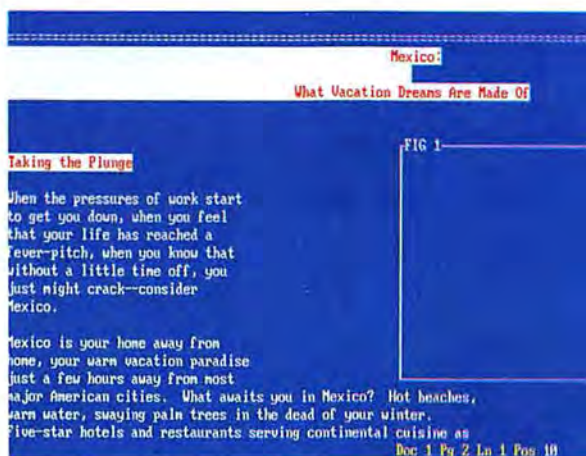 Mexico:
What Vacation Dreams Are Made Of
FIG 1
Taking the Plunge
When the pressures of work start
to get you down, when you feel
that your life has reached a
fever-pitch, when you know that
without a little time off, you
just might crack--consider
Mexico.
Mexico is your home away from
home, your warm vacation paradise
just a few hours away from most
major American cities. What awaits you in Mexico? Hot beaches,
warm water, swaying palm trees in the dead of your winter.
Five-star hotels and restaurants serving continental cuisine as
Doc 1 Pg 2 Ln 1 Pos 10